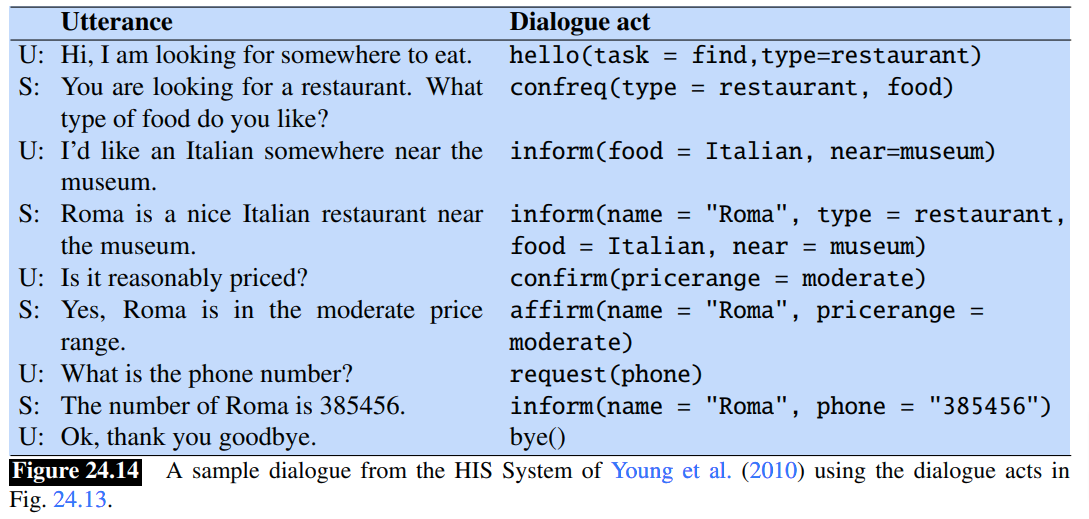 Utterance Dialogue act
U: Hi, I am looking for somewhere to eat. hello(task = find,type=restaurant)
S: You are looking for a restaurant. What confreq(type = restaurant, food)
type of food do you like?
U: I'd like an Italian somewhere near the inform(food = Italian, near=museum)
museum.
S: Roma is a nice Italian restaurant near inform(name = "Roma", type = restaurant,
the museum. food = Italian, near = museum)
U: Is it reasonably priced? confirm(pricerange = moderate)
S: Yes, Roma is in the moderate price affirm(name = "Roma", pricerange =
range. moderate)
U: What is the phone number? request(phone)
S: The number of Roma is 385456. inform(name = "Roma", phone = "385456")
U: Ok, thank you goodbye. bye()
Figure 24.14 A sample dialogue from the HIS System of Young et al. (2010) using the dialogue acts in
Fig. 24.13.